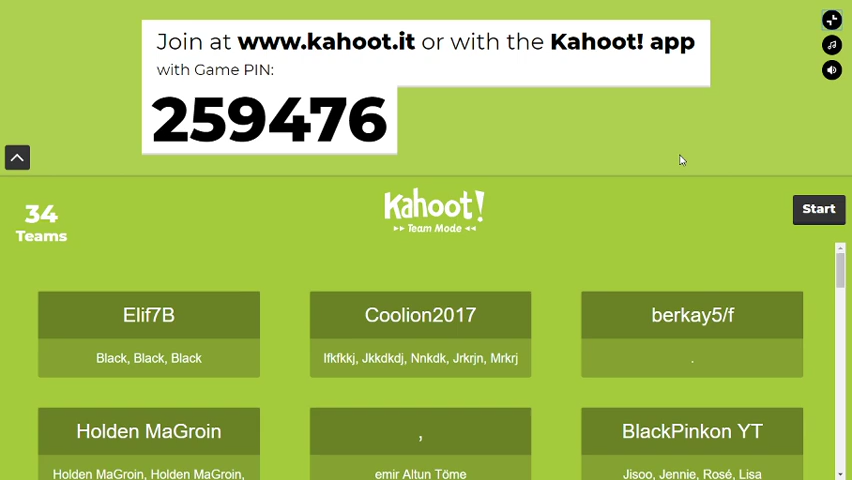 Join at www.kahoot.it or with the Kahoot! app
with Game PIN:
259476
34
Teams
Kahoot!
Team Mode
Start
Elif7B
Coolion2017
berkay5/f
Black, Black, Black
Ifkfkkj, Jkkdkdj, Nnkdk, Jrkrjn, Mrkrj
.
Holden MaGroin
,
BlackPinkon YT
Holden MaGroin, Holden MaGroin,
emir Altun Töme
Jisoo, Jennie, Rosé, Lisa